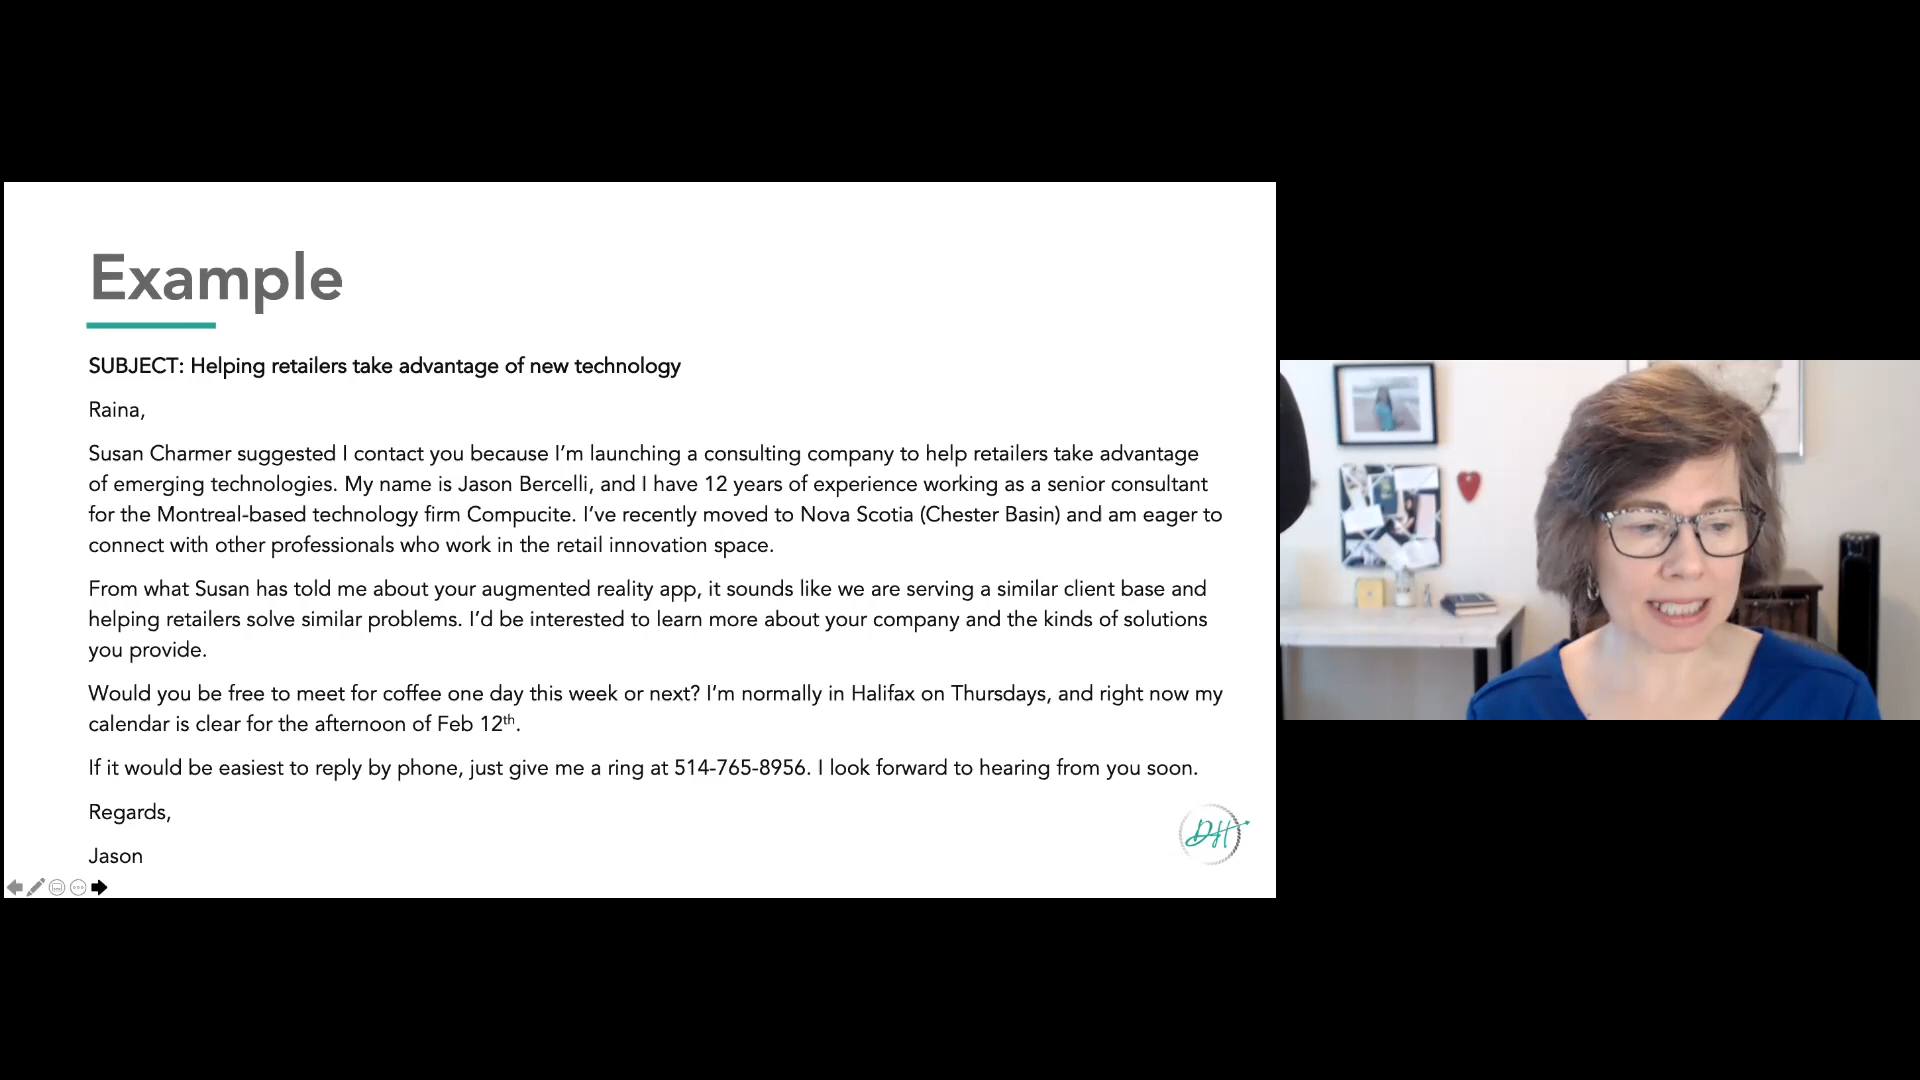 Example
SUBJECT: Helping retailers take advantage of new technology
Raina,
Susan Charmer suggested I contact you because I’m launching a consulting company to help retailers take advantage
of emerging technologies. My name is Jason Bercelli, and I have 12 years of experience working as a senior consultant
for the Montreal-based technology firm Compucite. I’ve recently moved to Nova Scotia (Chester Basin) and am eager to
connect with other professionals who work in the retail innovation space.
From what Susan has told me about your augmented reality app, it sounds like we are serving a similar client base and
helping retailers solve similar problems. I’d be interested to learn more about your company and the kinds of solutions
you provide.
Would you be free to meet for coffee one day this week or next? I’m normally in Halifax on Thursdays, and right now my
calendar is clear for the afternoon of Feb 12th.
If it would be easiest to reply by phone, just give me a ring at 514-765-8956. I look forward to hearing from you soon.
Regards,
DH
Jason